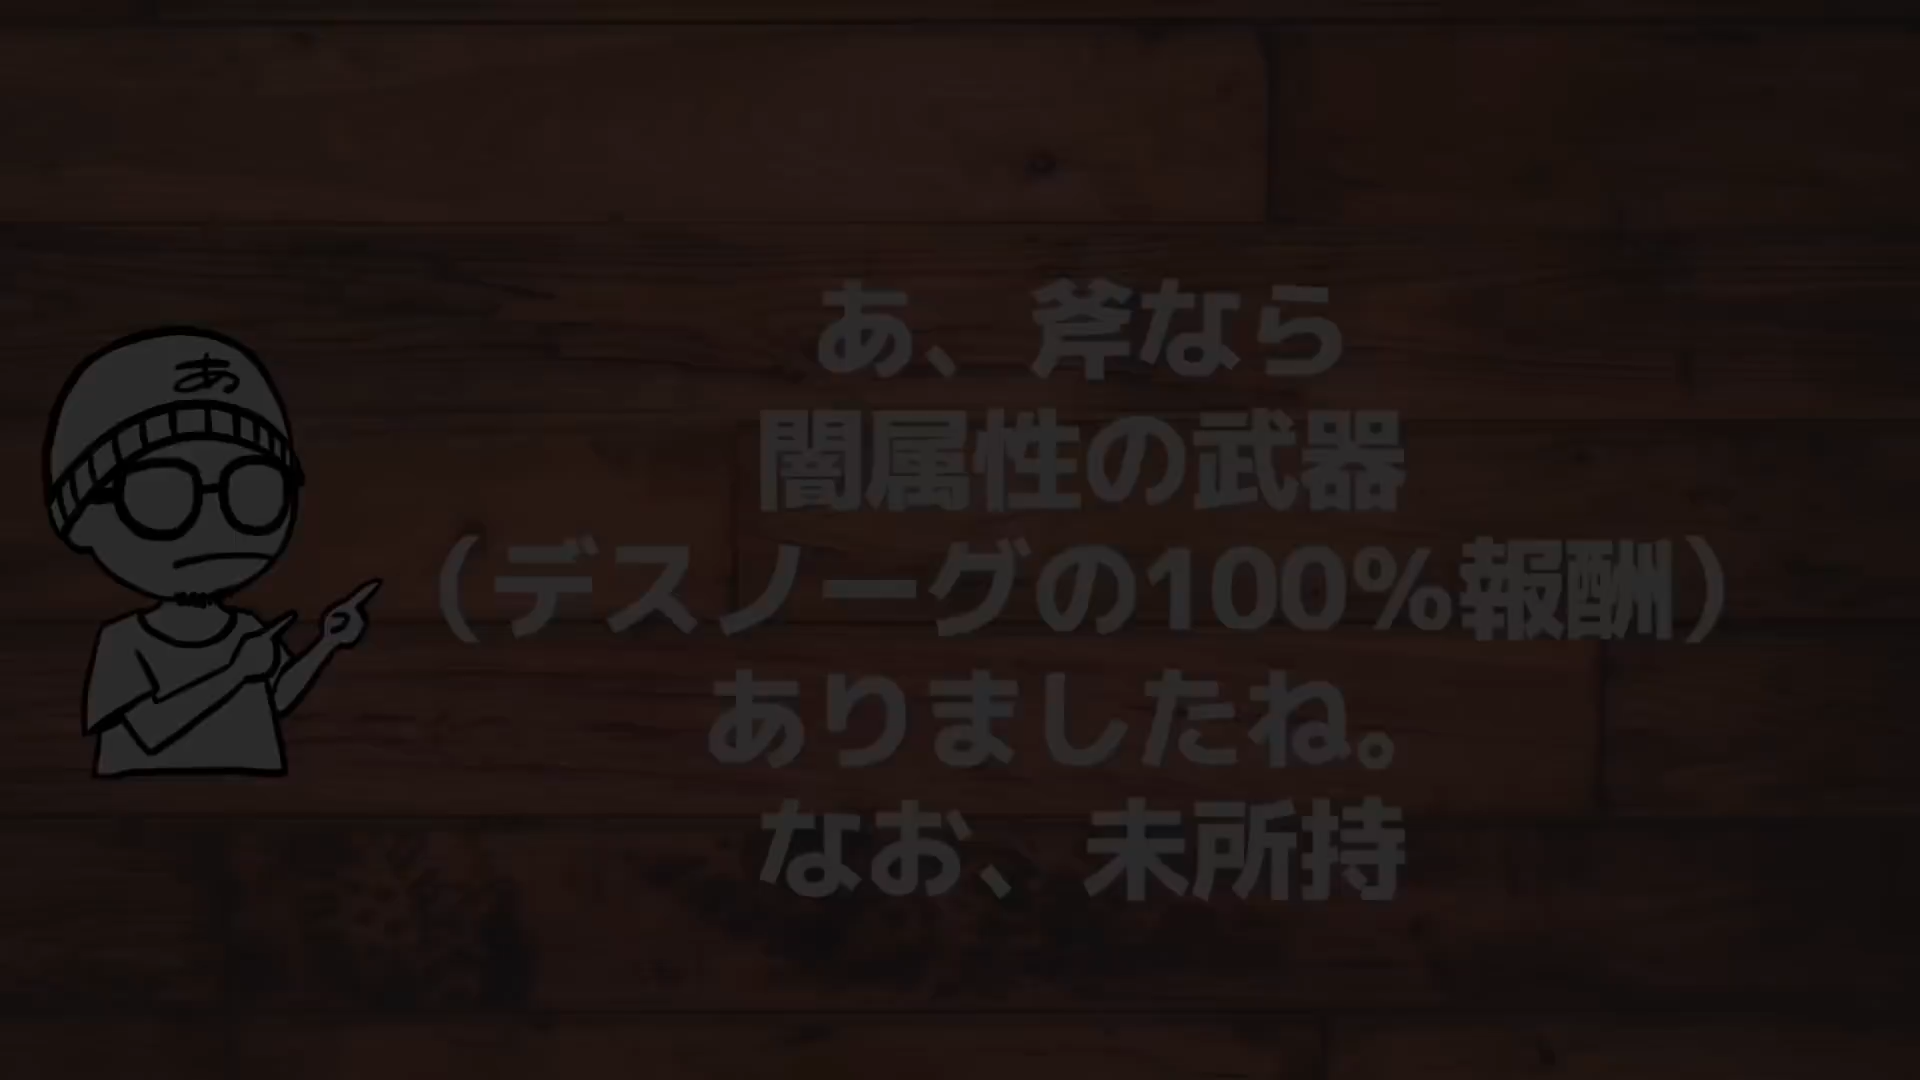 あ
あ、斧なら
闇属性の武器
（デスノーグの100%報酬）
ありましたね。
なお、未所持